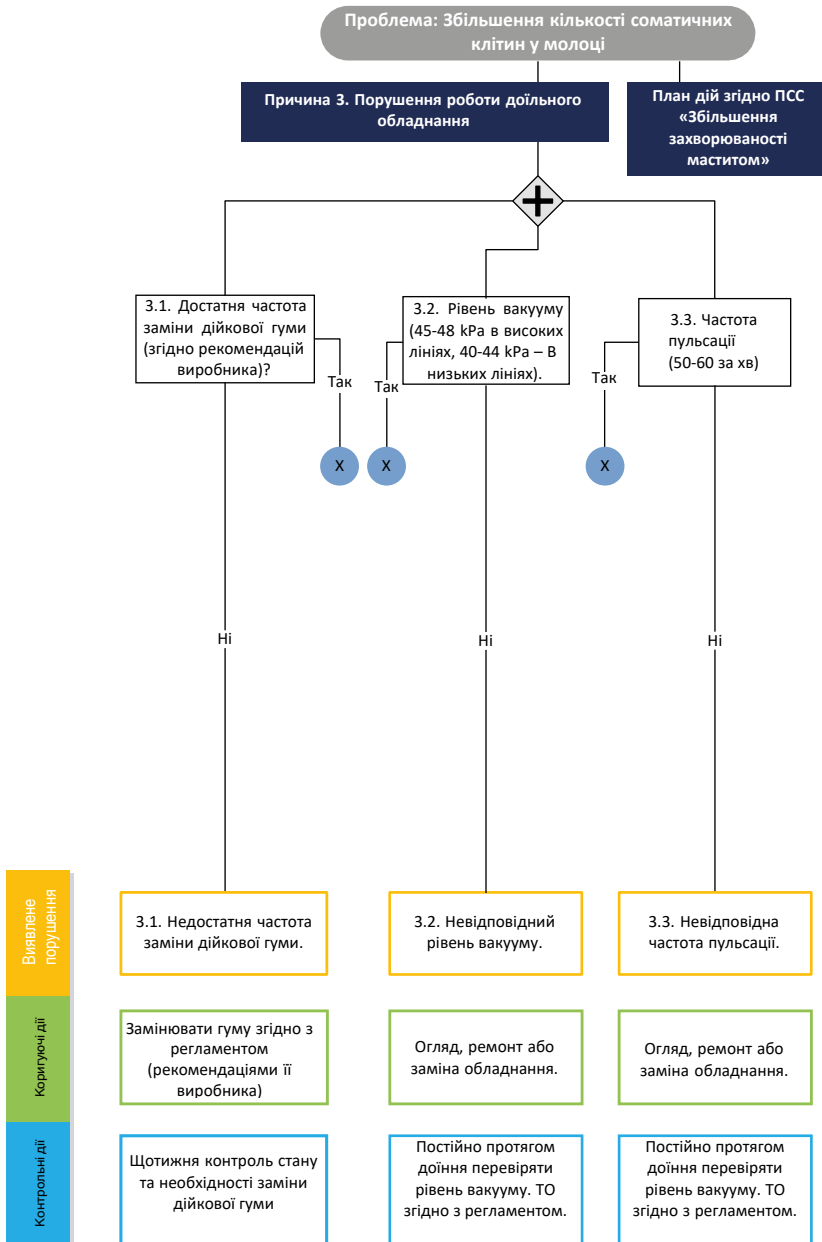 Проблема: Збільшення кількості соматичних
клітин у молоці
Причина 3. Порушення роботи доїльного
обладнання
План дій згідно ПСС
«Збільшення
захворюваності
маститом»
3.1. Достатня частота
заміни дійкової гуми
(згідно рекомендацій
виробника)?
3.2. Рівень вакууму
(45-48 kPa в високих
лініях, 40-44 kPa – В
низьких лініях).
3.3. Частота
пульсації
(50-60 за хв)
Так
Так
Так
X
X
X
Ні
Ні
Ні
Виявлене
порушення
3.1. Недостатня частота
заміни дійкової гуми.
3.2. Невідповідний
рівень вакууму.
3.3. Невідповідна
частота пульсації.
Коригуючі дії
Замінювати гуму згідно з
регламентом
(рекомендаціями її
виробника)
Огляд, ремонт або
заміна обладнання.
Огляд, ремонт або
заміна обладнання.
Контрольні дії
Щотижня контроль стану
та необхідності заміни
дійкової гуми
Постійно протягом
доїння перевіряти
рівень вакууму. ТО
згідно з регламентом.
Постійно протягом
доїння перевіряти
рівень вакууму. ТО
згідно з регламентом.